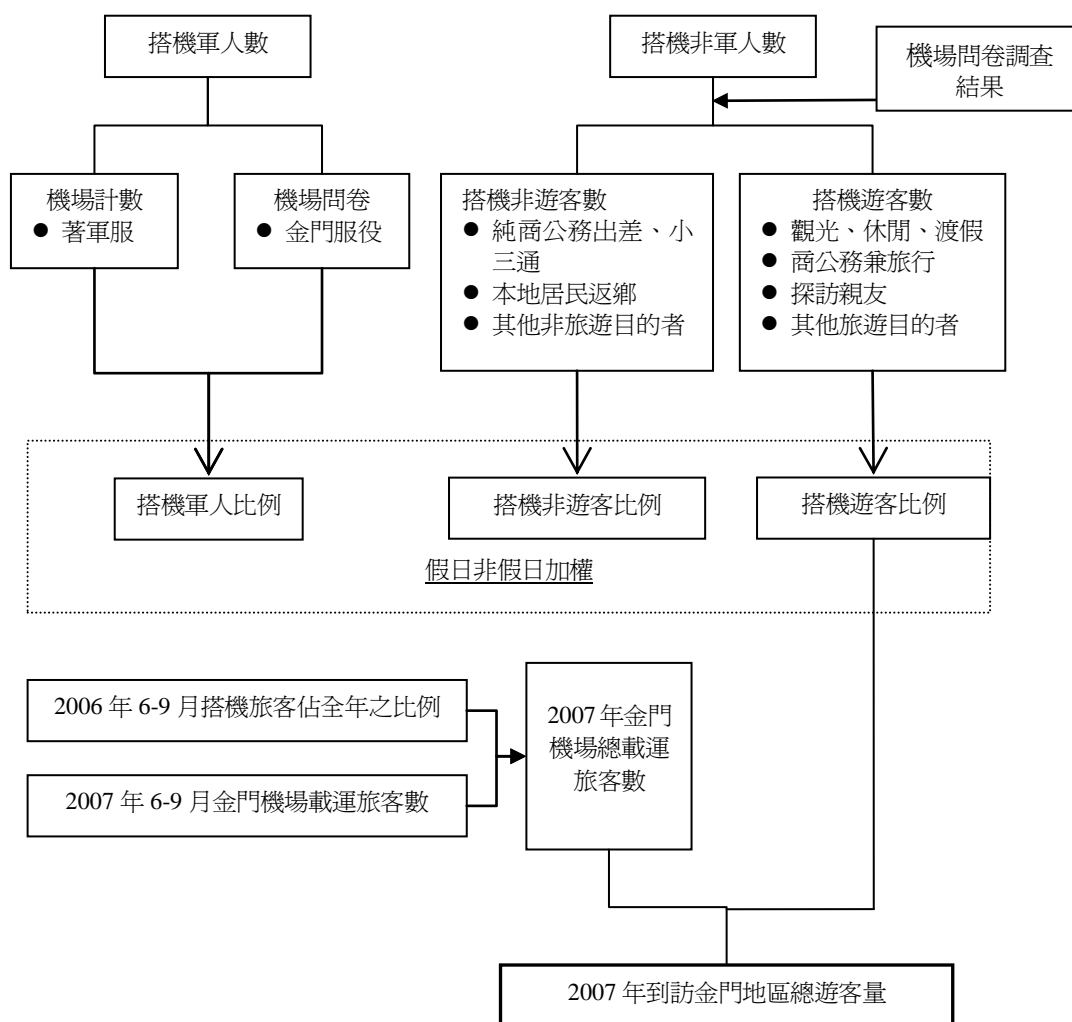 搭機軍人數
搭機非軍人數
機場問卷調查
結果
機場計數
● 著軍服
機場問卷
● 金門服役
搭機非遊客數
● 純商公務出差、小
三通
● 本地居民返鄉
● 其他非旅遊目的者
搭機遊客數
● 觀光、休閒、渡假
● 商公務兼旅行
● 探訪親友
● 其他旅遊目的者
搭機軍人比例
搭機非遊客比例
搭機遊客比例
假日非假日加權
2006 年 6-9 月搭機旅客佔全年之比例
2007 年 6-9 月金門機場載運旅客數
2007 年金門
機場總載運
旅客數
2007 年到訪金門地區總遊客量